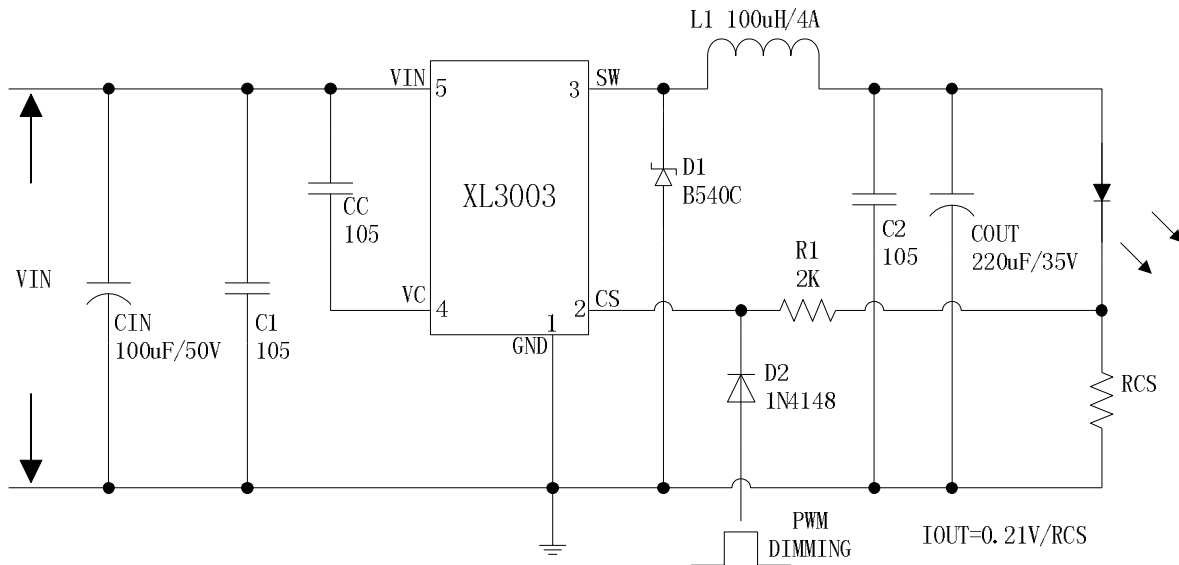 L1 100uH/4A
VIN
5
3
SW
XL3003
D1
B540C
CC
105
C2
105
COUT
220uF/35V
R1
2K
VIN
VC
4
2
CS
CIN
100uF/50V
C1
105
1
GND
D2
1N4148
RCS
PWM
DIMMING
IOUT=0.21V/RCS